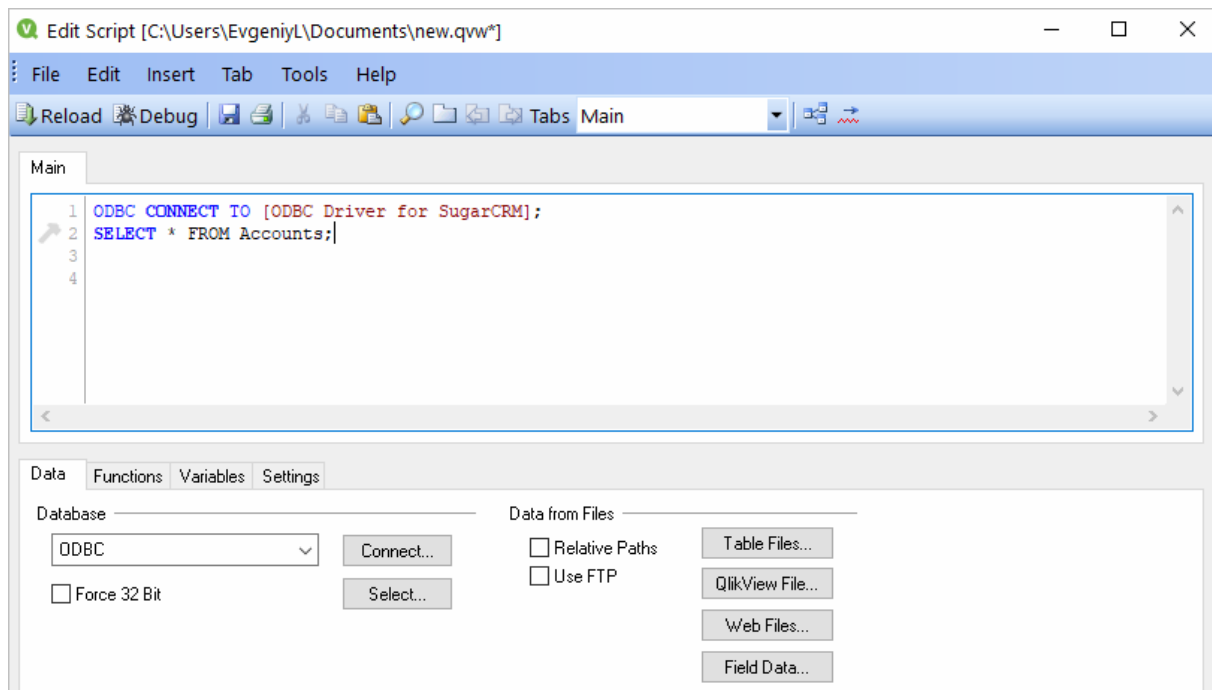 Edit Script [C:\Users\EvgeniyL\Documents\new.qvw*]
File Edit Insert Tab Tools Help
Reload Debug Tabs Main
Main
1 ODBC CONNECT TO [ODBC Driver for SugarCRM];
2 SELECT * FROM Accounts;
3
4
Data Functions Variables Settings
Database Data from Files
ODBC Connect... Relative Paths Table Files...
Force 32 Bit Select... Use FTP QlikView File...
Web Files...
Field Data...